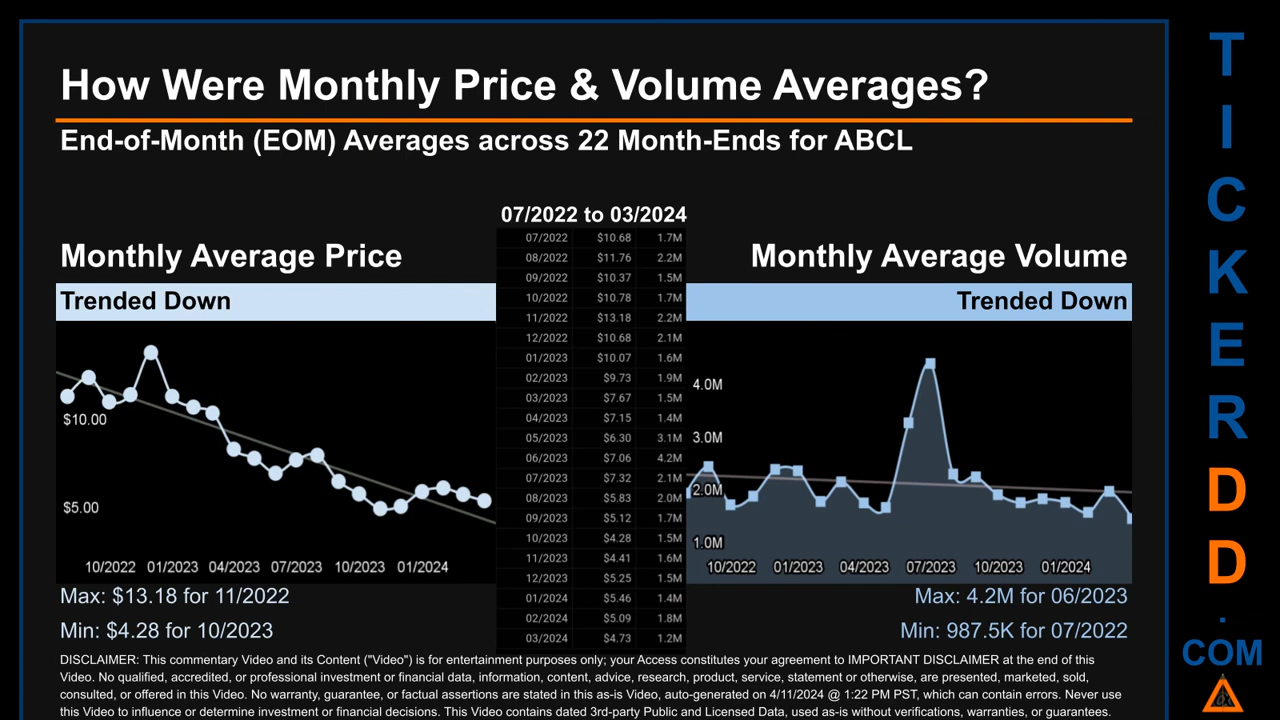 How Were Monthly Price & Volume Averages?
End-of-Month (EOM) Averages across 22 Month-Ends for ABCL
07/2022 to 03/2024
Monthly Average Price
Monthly Average Volume
Trended Down
Trended Down
07/2022 $10.68 1.7M
08/2022 $11.76 2.2M
09/2022 $10.37 1.5M
10/2022 $10.78 1.7M
11/2022 $13.18 2.2M
12/2022 $10.68 2.1M
01/2023 $10.07 1.6M
02/2023 $9.73 1.9M
03/2023 $7.67 1.5M
04/2023 $7.15 1.4M
05/2023 $6.30 3.1M
06/2023 $7.06 4.2M
07/2023 $7.32 2.1M
08/2023 $5.83 2.0M
09/2023 $5.12 1.7M
10/2023 $4.28 1.5M
11/2023 $4.41 1.6M
12/2023 $5.25 1.5M
01/2024 $5.46 1.4M
02/2024 $5.09 1.8M
03/2024 $4.73 1.2M
$10.00
$5.00
10/2022 01/2023 04/2023 07/2023 10/2023 01/2024
4.0M
3.0M
2.0M
1.0M
10/2022 01/2023 04/2023 07/2023 10/2023 01/2024
Max: $13.18 for 11/2022
Min: $4.28 for 10/2023
Max: 4.2M for 06/2023
Min: 987.5K for 07/2022
DISCLAIMER: This commentary Video and its Content ("Video") is for entertainment purposes only; your Access constitutes your agreement to IMPORTANT DISCLAIMER at the end of this
Video. No qualified, accredited, or professional investment or financial data, information, content, advice, research, product, service, statement or otherwise, are presented, marketed, sold,
consulted, or offered in this Video. No warranty, guarantee, or factual assertions are stated in this as-is Video, auto-generated on 4/11/2024 @ 1:22 PM PST, which can contain errors. Never use
this Video to influence or determine investment or financial decisions. This Video contains dated 3rd-party Public and Licensed Data, used as-is without verifications, warranties, or guarantees.
T
I
C
K
E
R
D
D
.
COM